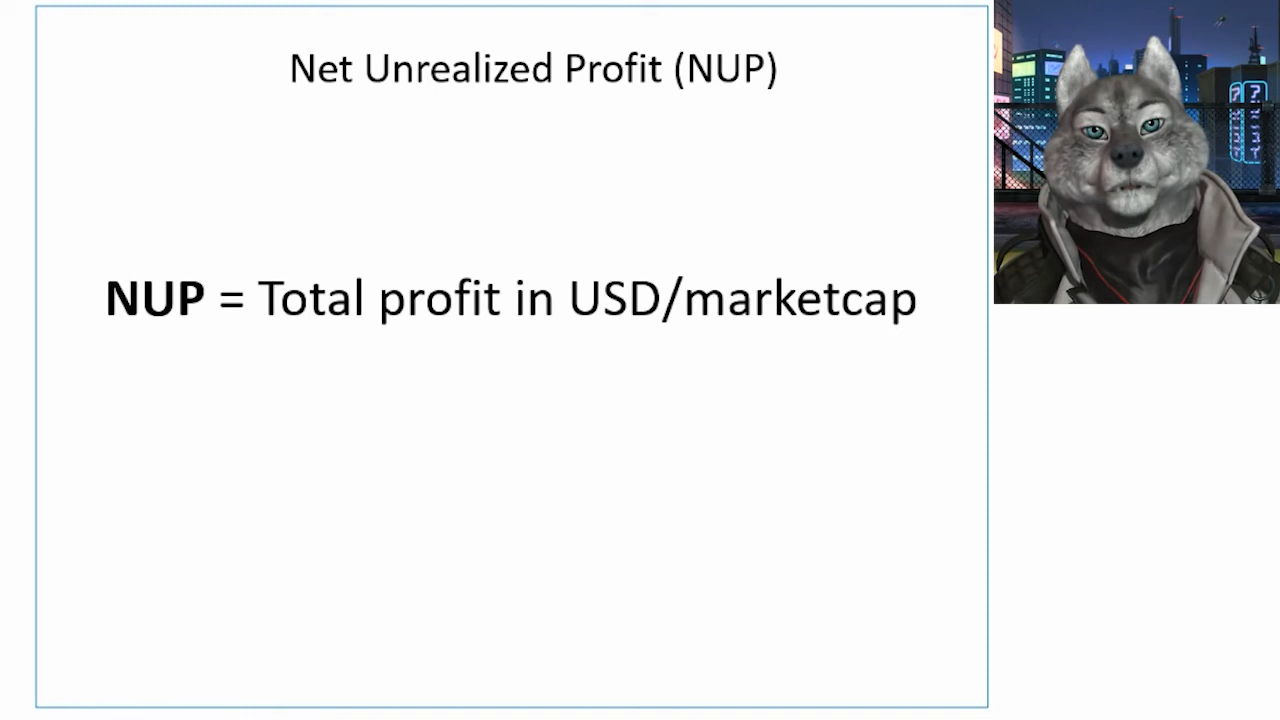 Net Unrealized Profit (NUP)
NUP = Total profit in USD/marketcap